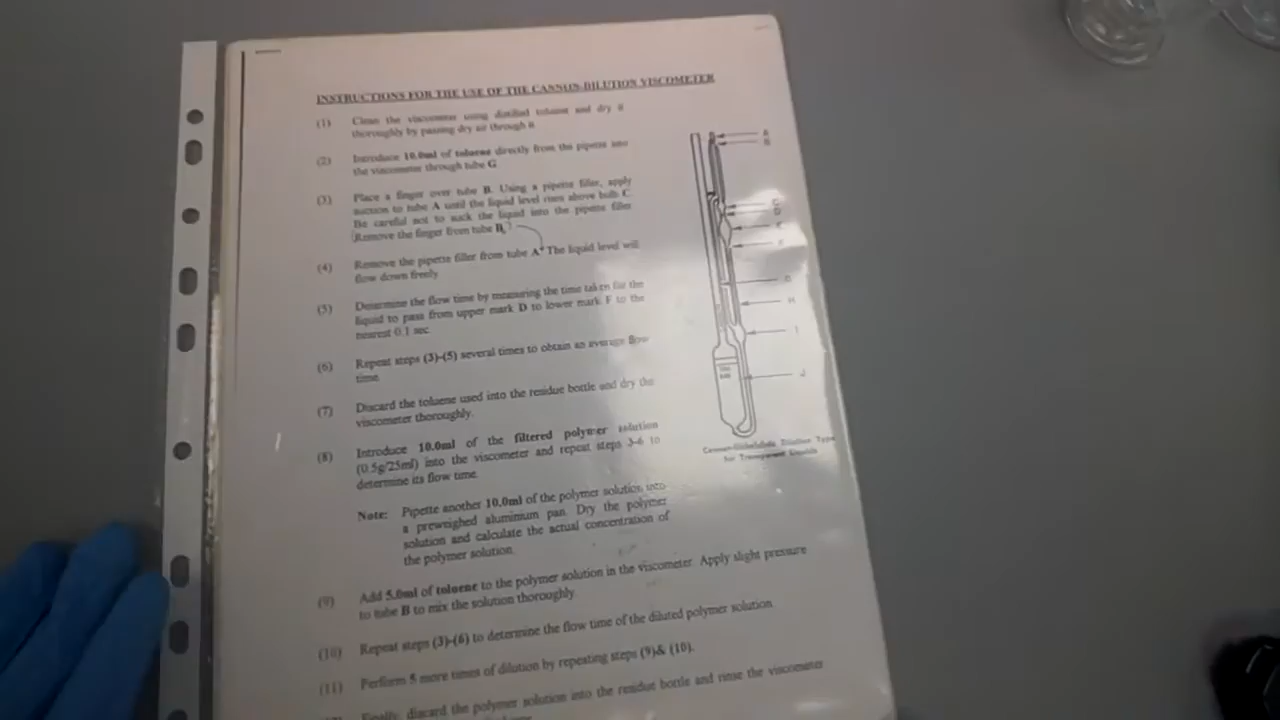 INSTRUCTIONS FOR THE USE OF THE CANNON-DILUTION VISCOMETER
(1) Clean the viscometer using distilled toluene and dry it
thoroughly by passing dry air through it.
(2) Introduce 10.0ml of toluene directly from the pipette into
the viscometer through tube G.
(3) Place a finger over tube B. Using a pipette filler, apply
suction to tube A until the liquid level rises above bulb C.
Be careful not to suck the liquid into the pipette filler.
Remove the finger from tube B.
(4) Remove the pipette filler from tube A. The liquid level will
flow down freely.
(5) Determine the flow time by measuring the time taken for the
liquid to pass from upper mark D to lower mark F to the
nearest 0.1 sec.
(6) Repeat steps (3)-(5) several times to obtain an average flow
time.
(7) Discard the toluene used into the residue bottle and dry the
viscometer thoroughly.
(8) Introduce 10.0ml of the filtered polymer solution
(0.5g/25ml) into the viscometer and repeat steps 3-6 to
determine its flow time.
Note: Pipette another 10.0ml of the polymer solution into
a preweighed aluminium pan. Dry the polymer
solution and calculate the actual concentration of
the polymer solution.
(9) Add 5.0ml of toluene to the polymer solution in the viscometer. Apply slight pressure
to tube B to mix the solution thoroughly.
(10) Repeat steps (3)-(6) to determine the flow time of the diluted polymer solution.
(11) Perform 5 more times of dilution by repeating steps (9)& (10).
Finally, discard the polymer solution into the residue bottle and rinse the viscometer
A
B
C
D
E
F
G
H
I
J
Cannon-Ubbelohde Dilution Type
for Transparent Liquids